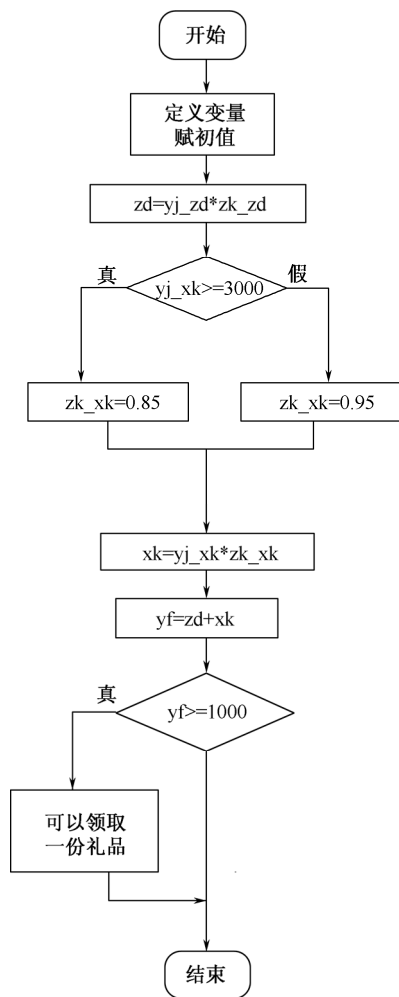 开始
定义变量
赋初值
zd=yj_zd*zk_zd
真
假
yj_xk>=3000
zk_xk=0.85
zk_xk=0.95
xk=yj_xk*zk_xk
yf=zd+xk
真
yf>=1000
可以领取
一份礼品
结束